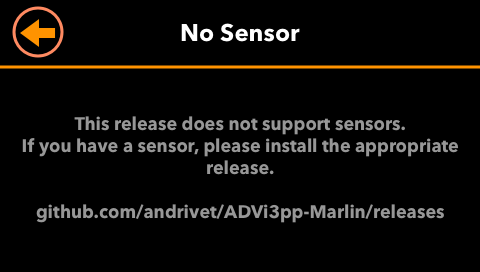 No Sensor
This release does not support sensors.
If you have a sensor, please install the appropriate
release.
github.com/andrivet/ADVi3pp-Marlin/releases